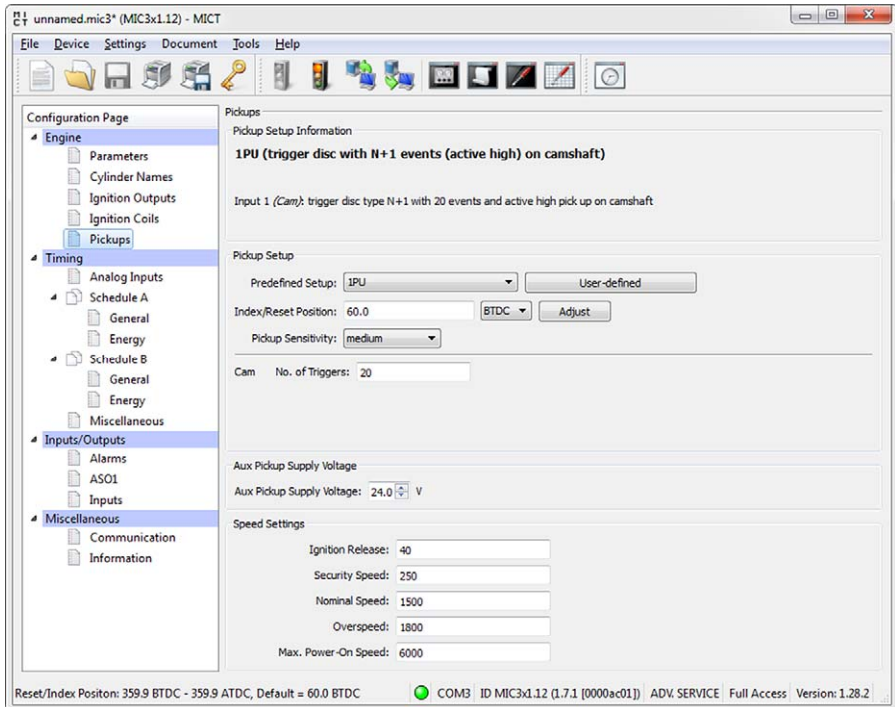 unnamed.mic3* (MIC3x1.12) - MICT
File Device Settings Document Tools Help
Configuration Page
Engine
Parameters
Cylinder Names
Ignition Outputs
Ignition Coils
Pickups
Timing
Analog Inputs
Schedule A
General
Energy
Schedule B
General
Energy
Miscellaneous
Inputs/Outputs
Alarms
ASO1
Inputs
Miscellaneous
Communication
Information
Pickups
Pickup Setup Information
1PU (trigger disc with N+1 events (active high) on camshaft)
Input 1 (Cam): trigger disc type N+1 with 20 events and active high pick up on camshaft
Pickup Setup
Predefined Setup: 1PU User-defined
Index/Reset Position: 60.0 BTDC Adjust
Pickup Sensitivity: medium
Cam No. of Triggers: 20
Aux Pickup Supply Voltage
Aux Pickup Supply Voltage: 24.0 V
Speed Settings
Ignition Release: 40
Security Speed: 250
Nominal Speed: 1500
Overspeed: 1800
Max. Power-On Speed: 6000
Reset/Index Positon: 359.9 BTDC - 359.9 ATDC, Default = 60.0 BTDC COM3 ID MIC3x1.12 (1.7.1 [0000ac01]) ADV. SERVICE Full Access Version: 1.28.2